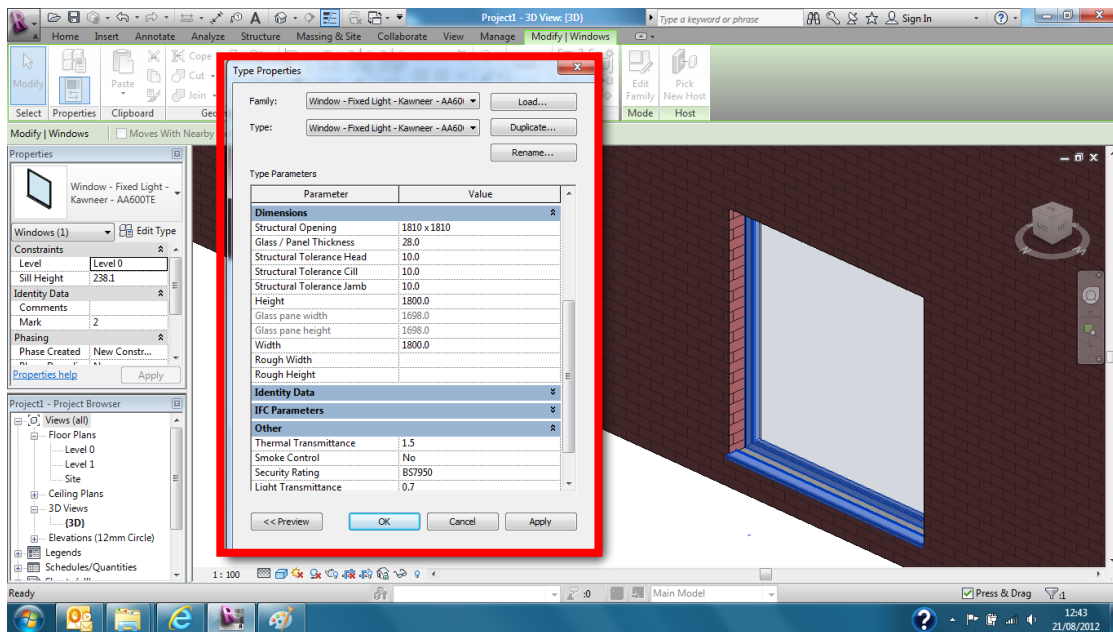 Project1 - 3D View: {3D}
Type a keyword or phrase
Sign In
Home Insert Annotate Analyze Structure Massing & Site Collaborate View Manage Modify | Windows
Modify
Paste
Cope
Cut
Join
Edit Family
Pick New Host
Select Properties Clipboard
Mode Host
Modify | Windows
Moves With Nearby
Type Properties
Family:
Window - Fixed Light - Kawneer - AA60
Load...
Type:
Window - Fixed Light - Kawneer - AA60
Duplicate...
Rename...
Type Parameters
Parameter Value
Dimensions
Structural Opening 1810 x 1810
Glass / Panel Thickness 28.0
Structural Tolerance Head 10.0
Structural Tolerance Cill 10.0
Structural Tolerance Jamb 10.0
Height 1800.0
Glass pane width 1698.0
Glass pane height 1698.0
Width 1800.0
Rough Width
Rough Height
Identity Data
IFC Parameters
Other
Thermal Transmittance 1.5
Smoke Control No
Security Rating BS7950
Light Transmittance 0.7
<< Preview
OK
Cancel
Apply
Properties
Window - Fixed Light -
Kawneer - AA600TE
Windows (1)
Edit Type
Constraints
Level Level 0
Sill Height 238.1
Identity Data
Comments
Mark 2
Phasing
Phase Created New Constr...
Properties help
Apply
Project1 - Project Browser
Views (all)
Floor Plans
Level 0
Level 1
Site
Ceiling Plans
3D Views
{3D}
Elevations (12mm Circle)
Legends
Schedules/Quantities
1 : 100
Ready
:0
Main Model
Press & Drag
:1
12:43
21/08/2012